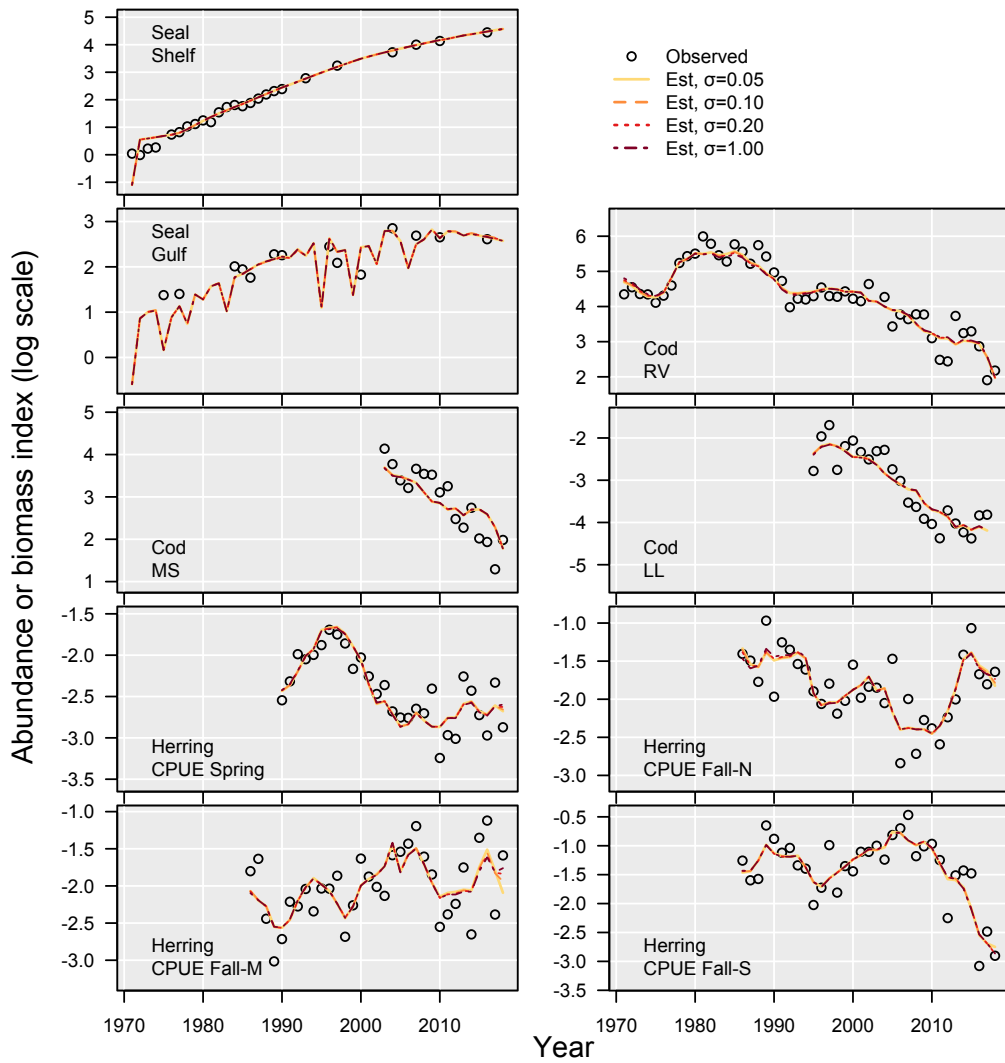 Abundance or biomass index (log scale)
Seal
Shelf
5
4
3
2
1
0
-1
Observed
Est, σ=0.05
Est, σ=0.10
Est, σ=0.20
Est, σ=1.00
1970 1980 1990 2000 2010
Seal
Gulf
3
2
1
0
Cod
RV
6
5
4
3
2
Cod
MS
5
4
3
2
1
Cod
LL
-2
-3
-4
-5
Herring
CPUE Spring
-1.5
-2.0
-2.5
-3.0
-3.5
Herring
CPUE Fall-N
-1.0
-1.5
-2.0
-2.5
-3.0
Herring
CPUE Fall-M
-1.0
-1.5
-2.0
-2.5
-3.0
Herring
CPUE Fall-S
-0.5
-1.0
-1.5
-2.0
-2.5
-3.0
-3.5
1970 1980 1990 2000 2010
Year